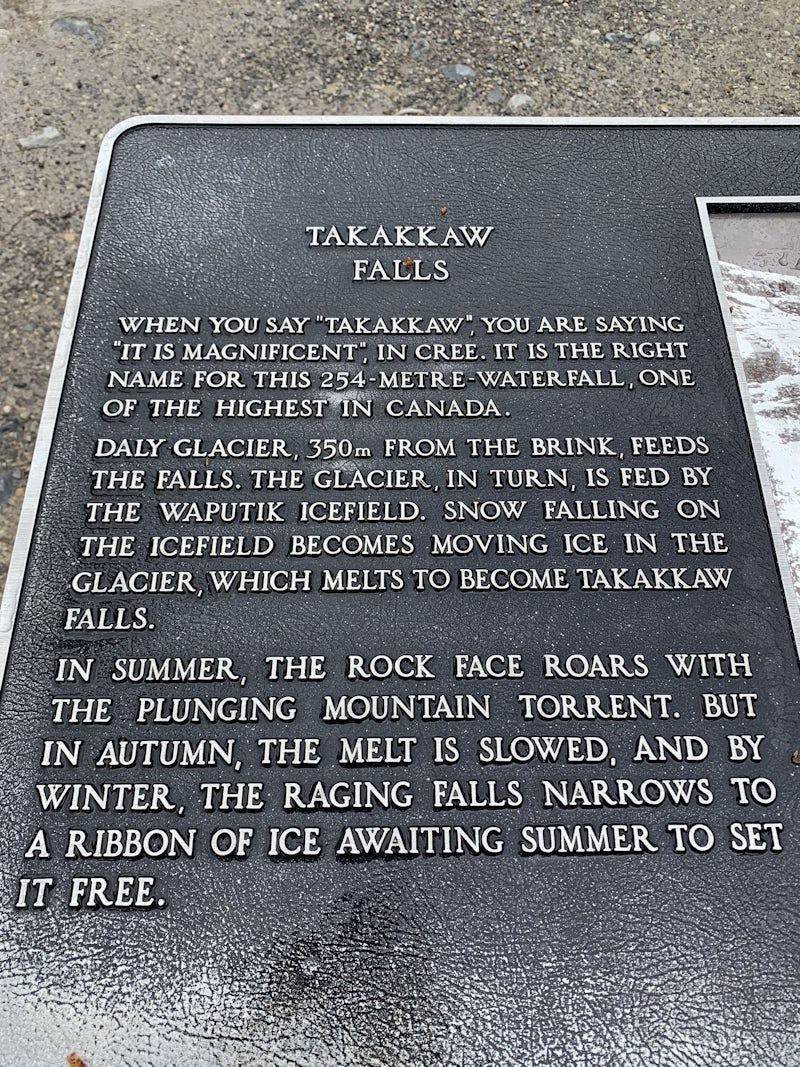 TAKAKKAW
FALLS
WHEN YOU SAY "TAKAKKAW", YOU ARE SAYING
"IT IS MAGNIFICENT", IN CREE. IT IS THE RIGHT
NAME FOR THIS 254-METRE-WATERFALL, ONE
OF THE HIGHEST IN CANADA.
DALY GLACIER, 350m FROM THE BRINK, FEEDS
THE FALLS. THE GLACIER, IN TURN, IS FED BY
THE WAPUTIK ICEFIELD. SNOW FALLING ON
THE ICEFIELD BECOMES MOVING ICE IN THE
GLACIER, WHICH MELTS TO BECOME TAKAKKAW
FALLS.
IN SUMMER, THE ROCK FACE ROARS WITH
THE PLUNGING MOUNTAIN TORRENT. BUT
IN AUTUMN, THE MELT IS SLOWED, AND BY
WINTER, THE RAGING FALLS NARROWS TO
A RIBBON OF ICE AWAITING SUMMER TO SET
IT FREE.